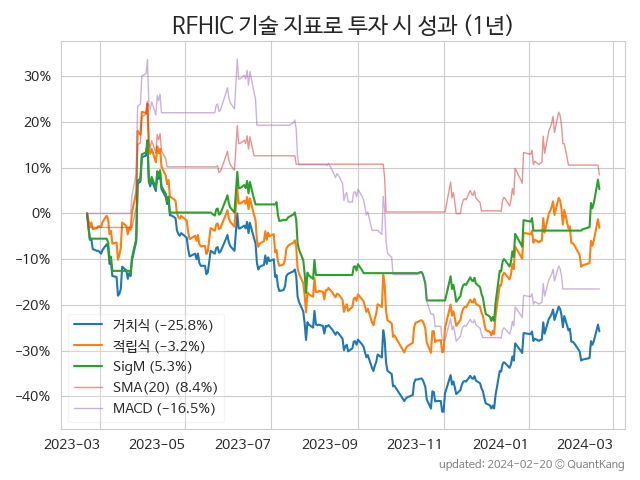 RFHIC 기술 지표로 투자 시 성과 (1년)
30%
20%
10%
0%
−10%
−20%
−30%
−40%
거치식 (−25.8%)
적립식 (−3.2%)
SigM (5.3%)
SMA(20) (8.4%)
MACD (−16.5%)
2023-03 2023-05 2023-07 2023-09 2023-11 2024-01 2024-03
updated: 2024-02-20 ⓒ QuantKang